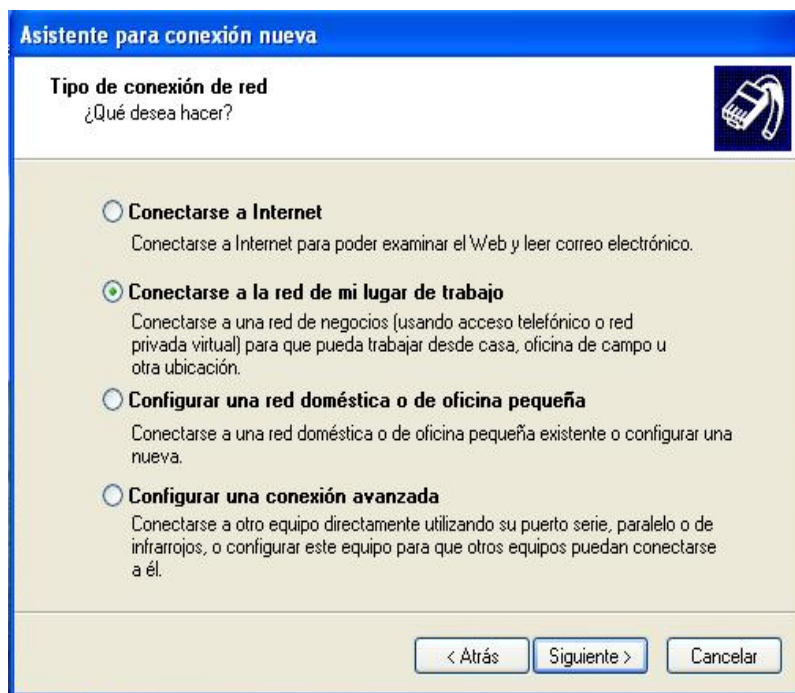 Asistente para conexión nueva
Tipo de conexión de red
¿Qué desea hacer?
Conectarse a Internet
Conectarse a Internet para poder examinar el Web y leer correo electrónico.
Conectarse a la red de mi lugar de trabajo
Conectarse a una red de negocios (usando acceso telefónico o red
privada virtual) para que pueda trabajar desde casa, oficina de campo u
otra ubicación.
Configurar una red doméstica o de oficina pequeña
Conectarse a una red doméstica o de oficina pequeña existente o configurar una
nueva.
Configurar una conexión avanzada
Conectarse a otro equipo directamente utilizando su puerto serie, paralelo o de
infrarrojos, o configurar este equipo para que otros equipos puedan conectarse
a él.
< Atrás
Siguiente >
Cancelar